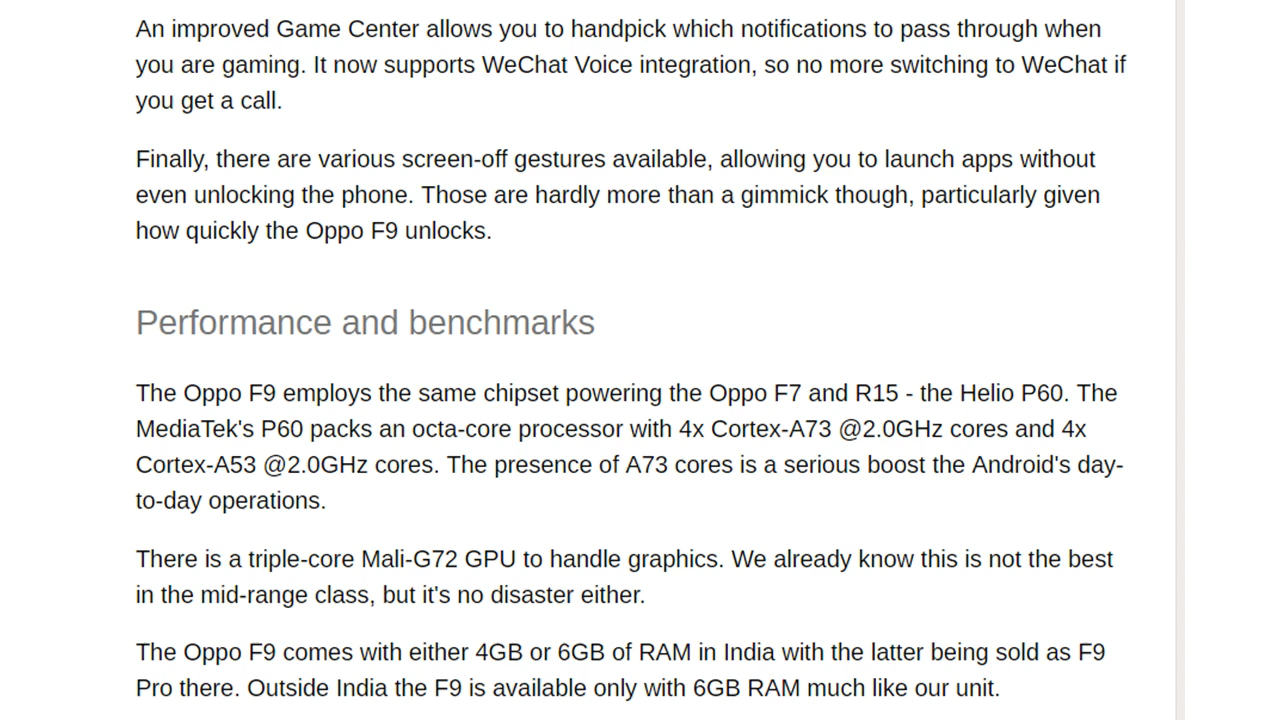 An improved Game Center allows you to handpick which notifications to pass through when
you are gaming. It now supports WeChat Voice integration, so no more switching to WeChat if
you get a call.
Finally, there are various screen-off gestures available, allowing you to launch apps without
even unlocking the phone. Those are hardly more than a gimmick though, particularly given
how quickly the Oppo F9 unlocks.
Performance and benchmarks
The Oppo F9 employs the same chipset powering the Oppo F7 and R15 - the Helio P60. The
MediaTek's P60 packs an octa-core processor with 4x Cortex-A73 @2.0GHz cores and 4x
Cortex-A53 @2.0GHz cores. The presence of A73 cores is a serious boost the Android's day-
to-day operations.
There is a triple-core Mali-G72 GPU to handle graphics. We already know this is not the best
in the mid-range class, but it's no disaster either.
The Oppo F9 comes with either 4GB or 6GB of RAM in India with the latter being sold as F9
Pro there. Outside India the F9 is available only with 6GB RAM much like our unit.